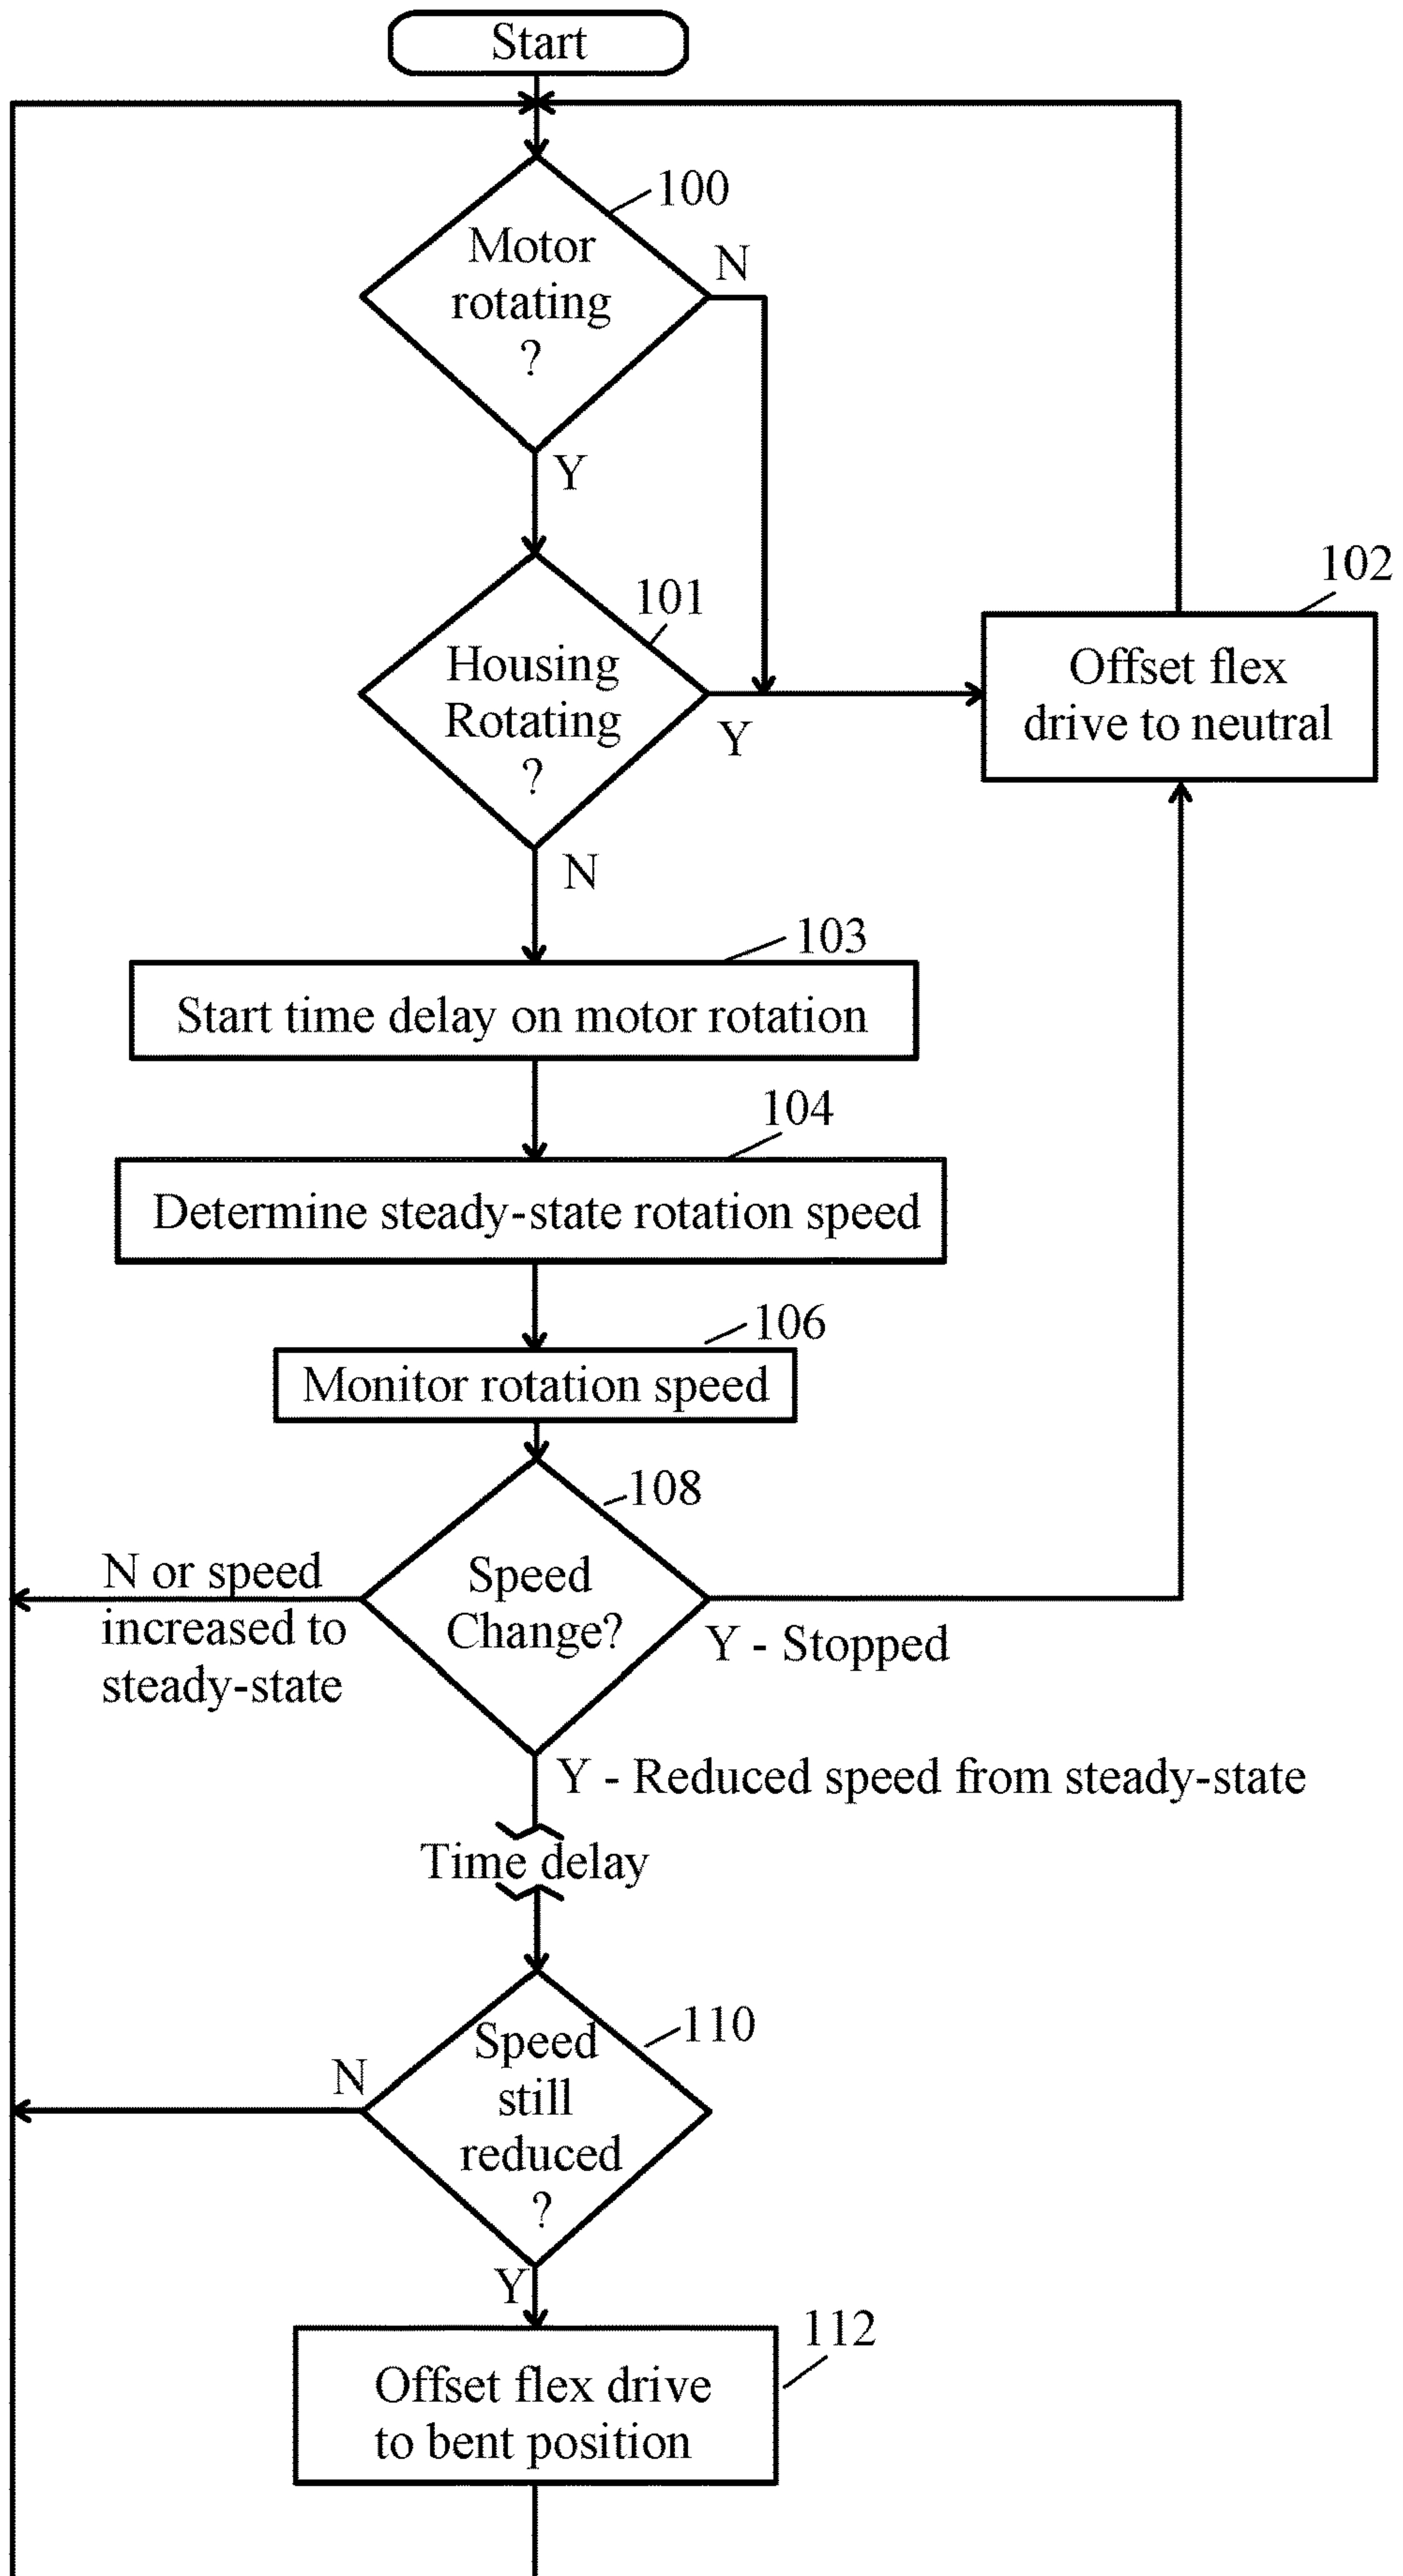 Start
100
Motor
rotating
?
N
Y
101
Housing
Rotating
?
Y
N
102
Offset flex
drive to neutral
103
Start time delay on motor rotation
104
Determine steady-state rotation speed
106
Monitor rotation speed
108
Speed
Change?
N or speed
increased to
steady-state
Y - Stopped
Y - Reduced speed from steady-state
Time delay
110
Speed
still
reduced
?
N
Y
112
Offset flex drive
to bent position